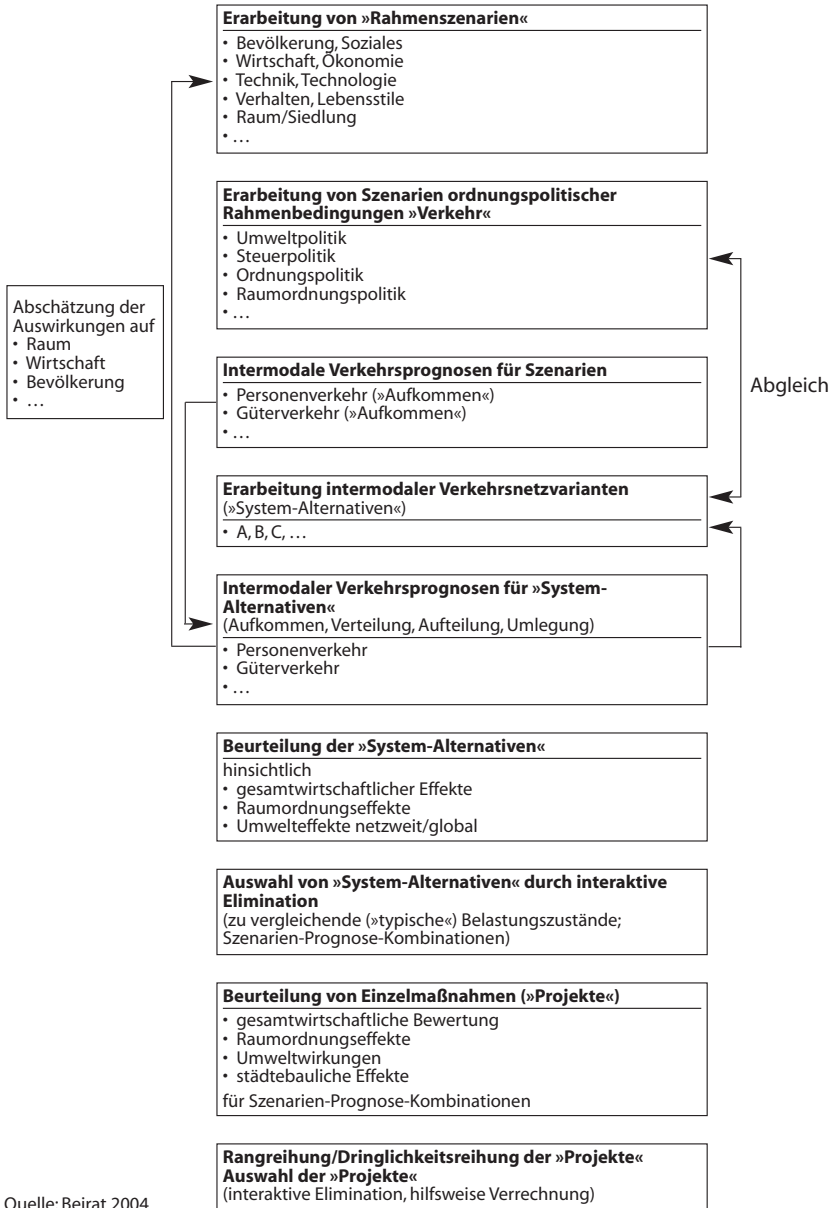 Erarbeitung von »Rahmenszenarien«
• Bevölkerung, Soziales
• Wirtschaft, Ökonomie
• Technik, Technologie
• Verhalten, Lebensstile
• Raum/Siedlung
• …
Erarbeitung von Szenarien ordnungspolitischer
Rahmenbedingungen »Verkehr«
• Umweltpolitik
• Steuerpolitik
• Ordnungspolitik
• Raumordnungspolitik
• …
Abschätzung der
Auswirkungen auf
• Raum
• Wirtschaft
• Bevölkerung
• …
Intermodale Verkehrsprognosen für Szenarien
• Personenverkehr (»Aufkommen«)
• Güterverkehr (»Aufkommen«)
• …
Abgleich
Erarbeitung intermodaler Verkehrsnetzvarianten
(»System-Alternativen«)
• A, B, C, …
Intermodaler Verkehrsprognosen für »System-
Alternativen«
(Aufkommen, Verteilung, Aufteilung, Umlegung)
• Personenverkehr
• Güterverkehr
• …
Beurteilung der »System-Alternativen«
hinsichtlich
• gesamtwirtschaftlicher Effekte
• Raumordnungseffekte
• Umwelteffekte netzweit/global
Auswahl von »System-Alternativen« durch interaktive
Elimination
(zu vergleichende (»typische«) Belastungszustände;
Szenarien-Prognose-Kombinationen)
Beurteilung von Einzelmaßnahmen (»Projekte«)
• gesamtwirtschaftliche Bewertung
• Raumordnungseffekte
• Umweltwirkungen
• städtebauliche Effekte
für Szenarien-Prognose-Kombinationen
Rangreihung/Dringlichkeitsreihung der »Projekte«
Auswahl der »Projekte«
(interaktive Elimination, hilfsweise Verrechnung)
Quelle: Beirat 2004